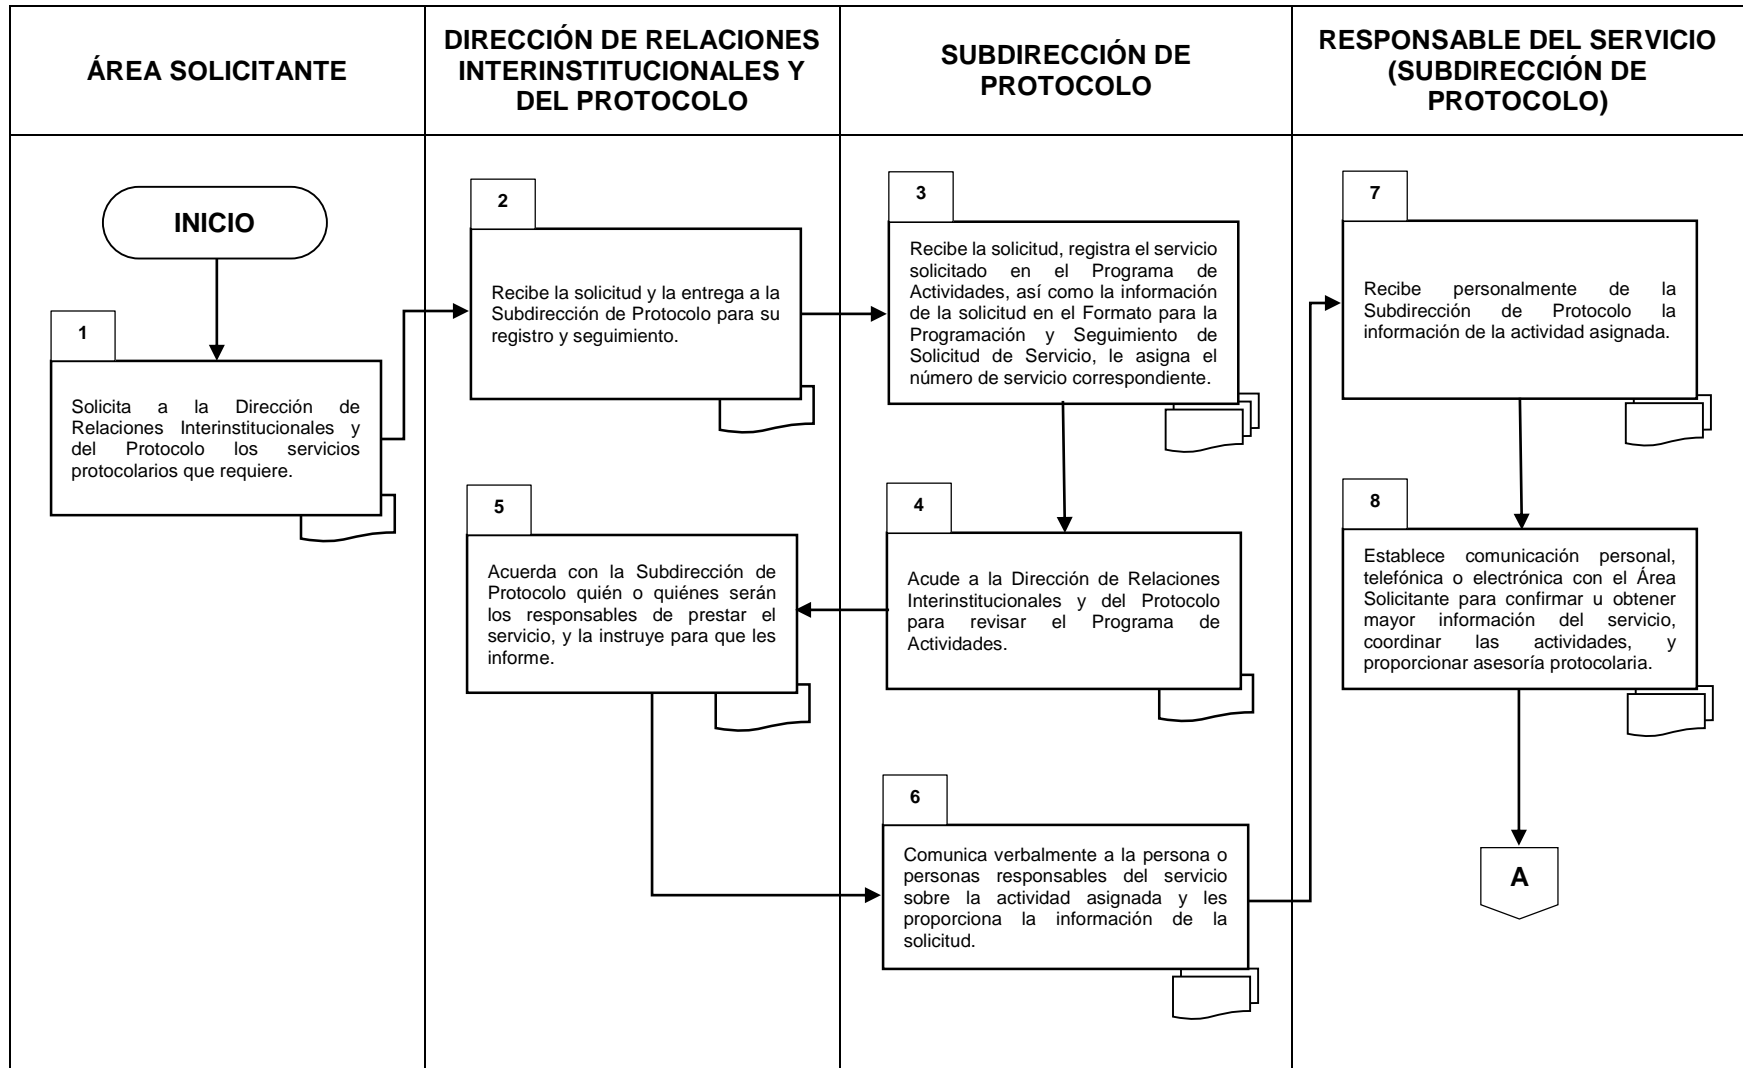 ÁREA SOLICITANTE
DIRECCIÓN DE RELACIONES
INTERINSTITUCIONALES Y
DEL PROTOCOLO
SUBDIRECCIÓN DE
PROTOCOLO
RESPONSABLE DEL SERVICIO
(SUBDIRECCIÓN DE
PROTOCOLO)
INICIO
1
Solicita a la Dirección de
Relaciones Interinstitucionales y
del Protocolo los servicios
protocolarios que requiere.
2
Recibe la solicitud y la entrega a la
Subdirección de Protocolo para su
registro y seguimiento.
3
Recibe la solicitud, registra el servicio
solicitado en el Programa de
Actividades, así como la información
de la solicitud en el Formato para la
Programación y Seguimiento de
Solicitud de Servicio, le asigna el
número de servicio correspondiente.
4
Acude a la Dirección de Relaciones
Interinstitucionales y del Protocolo
para revisar el Programa de
Actividades.
5
Acuerda con la Subdirección de
Protocolo quién o quiénes serán
los responsables de prestar el
servicio, y la instruye para que les
informe.
6
Comunica verbalmente a la persona o
personas responsables del servicio
sobre la actividad asignada y les
proporciona la información de la
solicitud.
7
Recibe personalmente de la
Subdirección de Protocolo la
información de la actividad asignada.
8
Establece comunicación personal,
telefónica o electrónica con el Área
Solicitante para confirmar u obtener
mayor información del servicio,
coordinar las actividades, y
proporcionar asesoría protocolaria.
A